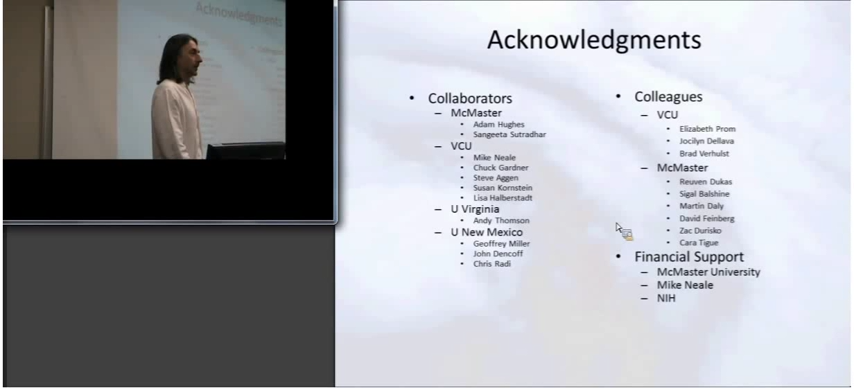 Acknowledgments
Acknowledgments
• Collaborators
– McMaster
• Adam Hughes
• Sangeeta Sutradhar
– VCU
• Mike Neale
• Chuck Gardner
• Steve Aggen
• Susan Kornstein
• Lisa Halberstadt
– U Virginia
• Andy Thomson
– U New Mexico
• Geoffrey Miller
• John Dencoff
• Chris Radi
• Colleagues
– VCU
• Elizabeth Prom
• Jocilyn Dellava
• Brad Verhulst
– McMaster
• Reuven Dukas
• Sigal Balshine
• Martin Daly
• David Feinberg
• Zac Durisko
• Cara Tigue
• Financial Support
– McMaster University
– Mike Neale
– NIH